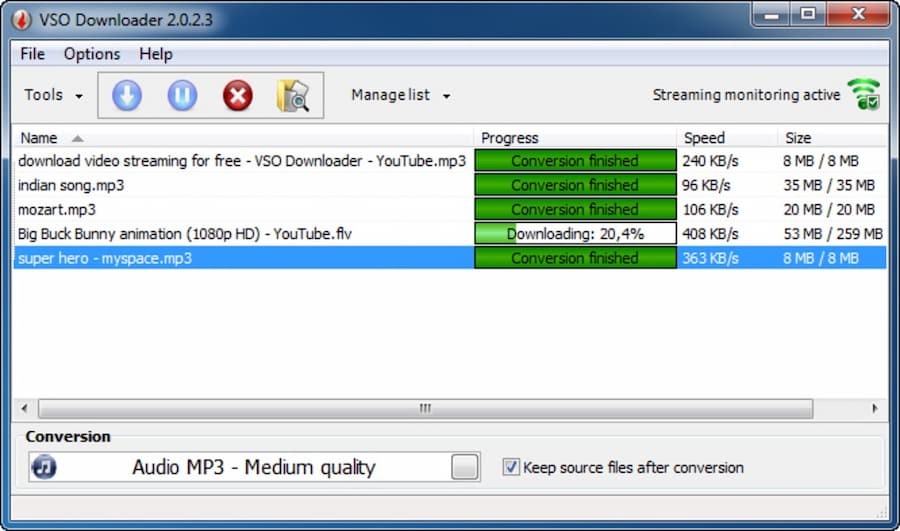 VSO Downloader 2.0.2.3
File Options Help
Tools Manage list Streaming monitoring active
Name Progress Speed Size
download video streaming for free - VSO Downloader - YouTube.mp3 Conversion finished 240 KB/s 8 MB / 8 MB
indian song.mp3 Conversion finished 96 KB/s 35 MB / 35 MB
mozart.mp3 Conversion finished 106 KB/s 20 MB / 20 MB
Big Buck Bunny animation (1080p HD) - YouTube.flv Downloading: 20,4% 408 KB/s 53 MB / 259 MB
super hero - myspace.mp3 Conversion finished 363 KB/s 8 MB / 8 MB
Conversion
Audio MP3 - Medium quality Keep source files after conversion